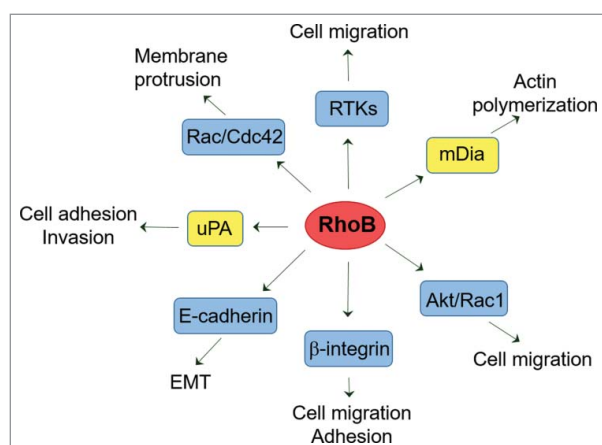 Cell migration
Membrane
protrusion
Actin
polymerization
RTKs
Rac/Cdc42
mDia
Cell adhesion
Invasion
uPA
RhoB
E-cadherin
Akt/Rac1
β-integrin
Cell migration
EMT
Cell migration
Adhesion